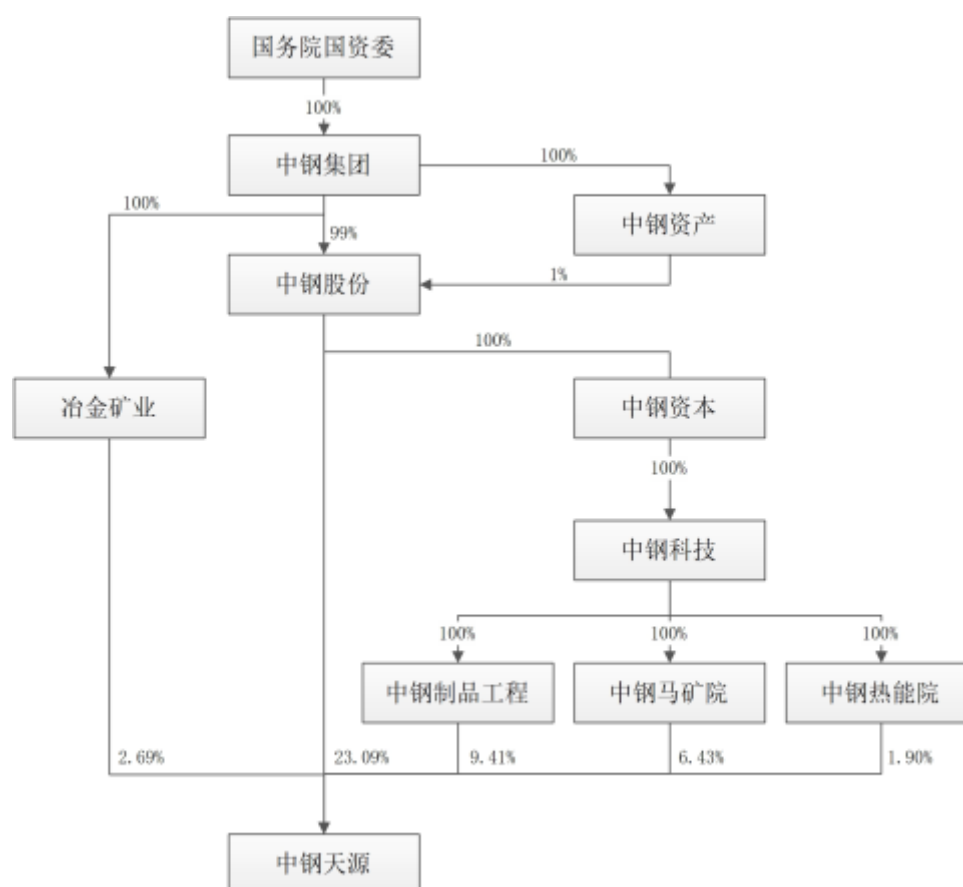 国务院国资委
100%
中钢集团
100%
100%
中钢资产
99%
1%
中钢股份
100%
冶金矿业
中钢资本
100%
中钢科技
100%
100%
100%
中钢制品工程
中钢马矿院
中钢热能院
2.69%
23.09%
9.41%
6.43%
1.90%
中钢天源